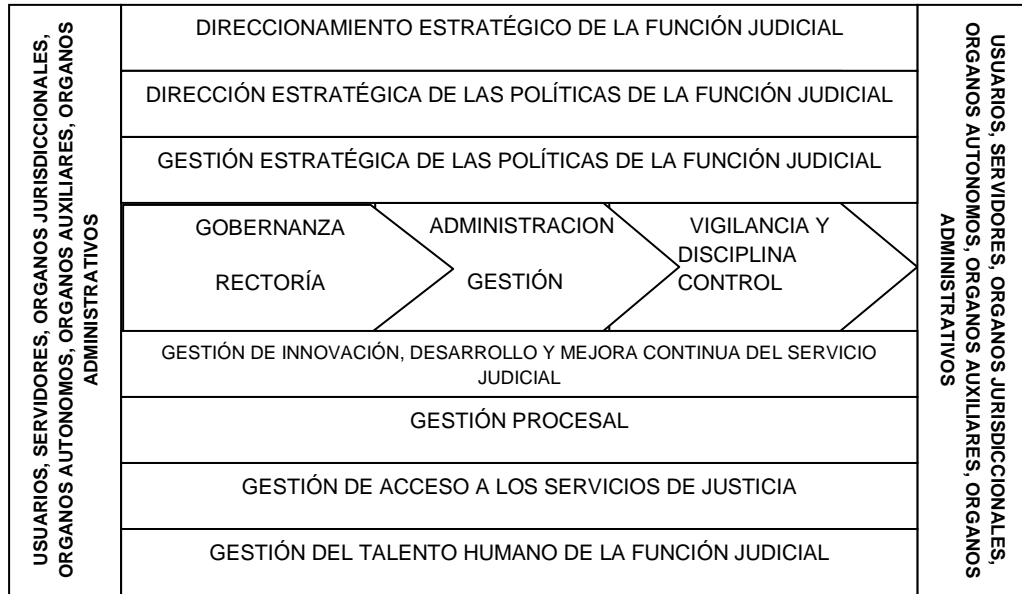 USUARIOS, SERVIDORES, ORGANOS JURISDICCIONALES,
ORGANOS AUTONOMOS, ORGANOS AUXILIARES, ORGANOS
ADMINISTRATIVOS
DIRECCIONAMIENTO ESTRATÉGICO DE LA FUNCIÓN JUDICIAL
DIRECCIÓN ESTRATÉGICA DE LAS POLÍTICAS DE LA FUNCIÓN JUDICIAL
GESTIÓN ESTRATÉGICA DE LAS POLÍTICAS DE LA FUNCIÓN JUDICIAL
GOBERNANZA
RECTORÍA
ADMINISTRACION
GESTIÓN
VIGILANCIA Y
DISCIPLINA
CONTROL
GESTIÓN DE INNOVACIÓN, DESARROLLO Y MEJORA CONTINUA DEL SERVICIO
JUDICIAL
GESTIÓN PROCESAL
GESTIÓN DE ACCESO A LOS SERVICIOS DE JUSTICIA
GESTIÓN DEL TALENTO HUMANO DE LA FUNCIÓN JUDICIAL
USUARIOS, SERVIDORES, ORGANOS JURISDICCIONALES,
ORGANOS AUTONOMOS, ORGANOS AUXILIARES, ORGANOS
ADMINISTRATIVOS